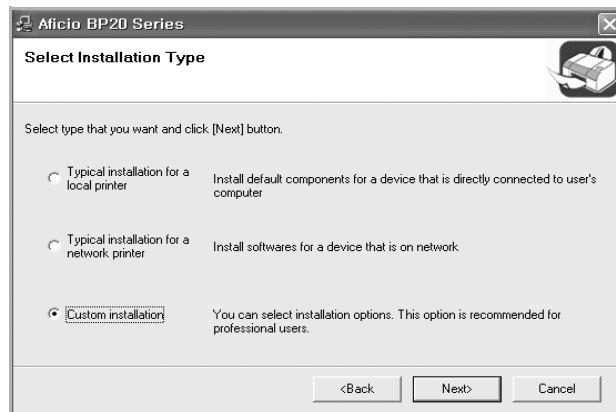 Aficio BP20 Series
Select Installation Type
Select type that you want and click [Next] button.
Typical installation for a
local printer
Install default components for a device that is directly connected to user's
computer
Typical installation for a
network printer
Install softwares for a device that is on network
Custom installation
You can select installation options. This option is recommended for
professional users.
<Back
Next>
Cancel